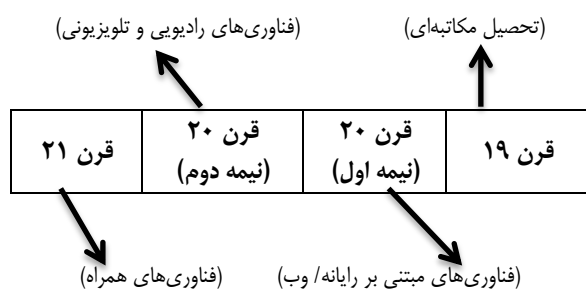 (تحصیل مکاتبه‌ای)
(فناوری‌های رادیویی و تلویزیونی)
قرن ۱۹
قرن ۲۰
(نیمه اول)
قرن ۲۰
(نیمه دوم)
قرن ۲۱
(فناوری‌های مبتنی بر رایانه/ وب)
(فناوری‌های همراه)